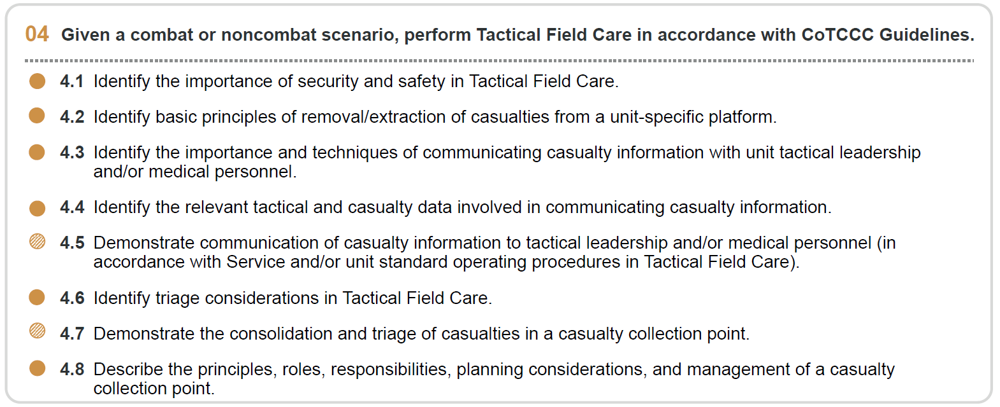 04 Given a combat or noncombat scenario, perform Tactical Field Care in accordance with CoTCCC Guidelines.
4.1 Identify the importance of security and safety in Tactical Field Care.
4.2 Identify basic principles of removal/extraction of casualties from a unit-specific platform.
4.3 Identify the importance and techniques of communicating casualty information with unit tactical leadership
and/or medical personnel.
4.4 Identify the relevant tactical and casualty data involved in communicating casualty information.
4.5 Demonstrate communication of casualty information to tactical leadership and/or medical personnel (in
accordance with Service and/or unit standard operating procedures in Tactical Field Care).
4.6 Identify triage considerations in Tactical Field Care.
4.7 Demonstrate the consolidation and triage of casualties in a casualty collection point.
4.8 Describe the principles, roles, responsibilities, planning considerations, and management of a casualty
collection point.